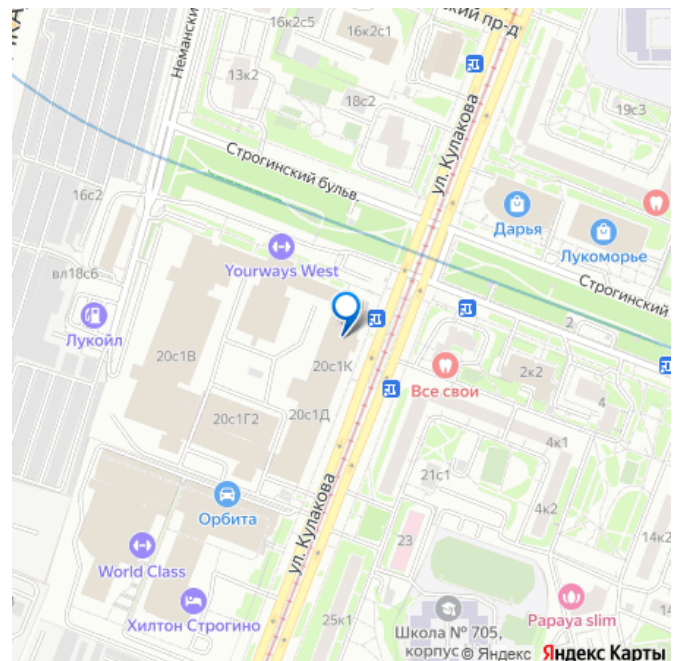 16к2с5
ский пр-д
16к2с1
Неманский
13к2
18с2
19с3
ул. Кулакова
Строгинский бульв.
16с2
Дарья
Лукоморье
Yourways West
вл18с6
Строгинский
Лукойл
2
20с1В
20с1К
2к2
Все свои
4
20с1Г2
20с1Д
4к1
21с1
Орбита
ул. Кулакова
4к2
14к2
23
World Class
Хилтон Строгино
25к1
Школа № 705,
корпус
Papaya slim
14
© Яндекс Яндекс Карты